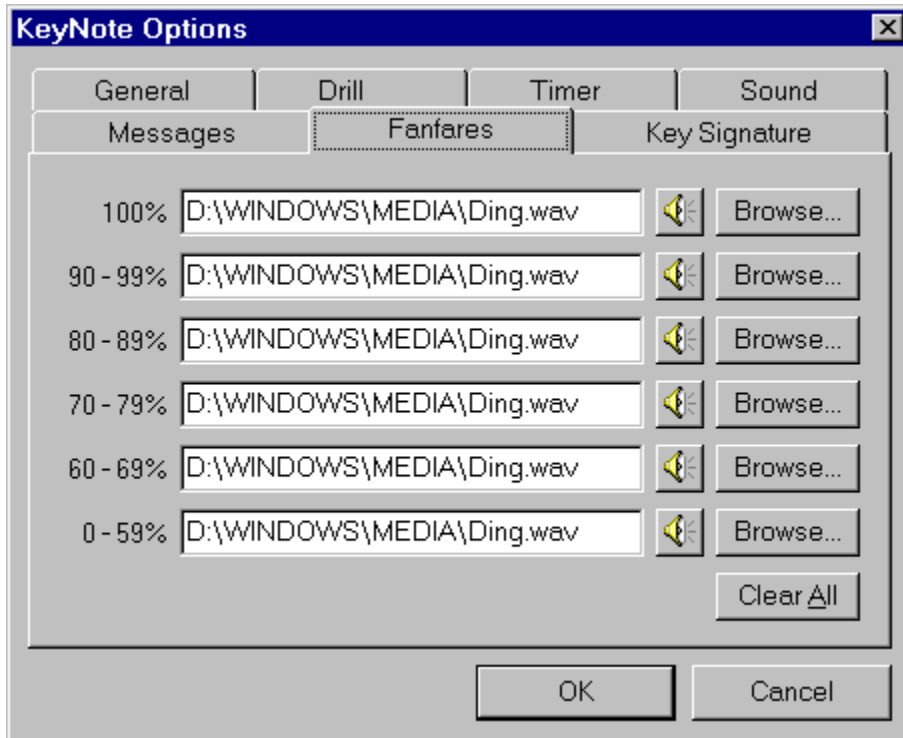 KeyNote Options
General Drill Timer Sound
Messages Fanfares Key Signature
100% D:\WINDOWS\MEDIA\Ding.wav Browse...
90 - 99% D:\WINDOWS\MEDIA\Ding.wav Browse...
80 - 89% D:\WINDOWS\MEDIA\Ding.wav Browse...
70 - 79% D:\WINDOWS\MEDIA\Ding.wav Browse...
60 - 69% D:\WINDOWS\MEDIA\Ding.wav Browse...
0 - 59% D:\WINDOWS\MEDIA\Ding.wav Browse...
Clear All
OK Cancel